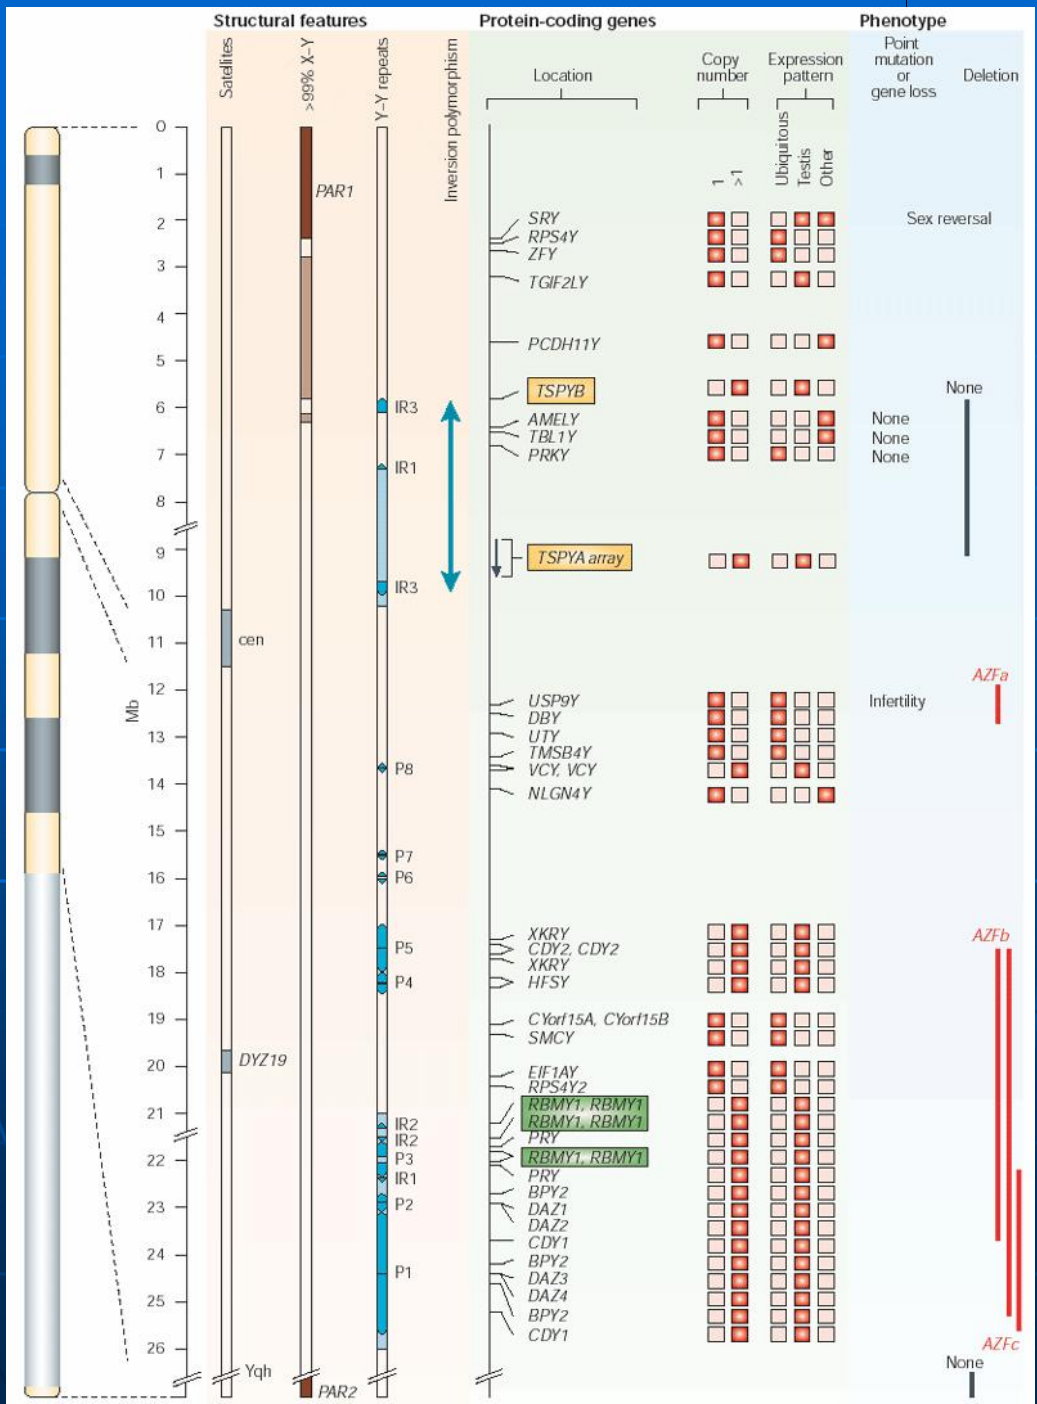 Structural features
Protein-coding genes
Phenotype
Satellites
>99% X–Y
Y–Y repeats
Inversion polymorphism
Location
Copy
number
Expression
pattern
Point
mutation
or
gene loss
Deletion
1
>1
Ubiquitous
Testis
Other
Mb
0
1
2
3
4
5
6
7
8
9
10
11
12
13
14
15
16
17
18
19
20
21
22
23
24
25
26
cen
DYZ19
Yqh
PAR1
PAR2
IR3
IR1
IR3
P8
P7
P6
P5
P4
IR2
IR2
P3
IR1
P2
P1
SRY
RPS4Y
ZFY
TGIF2LY
PCDH11Y
TSPYB
AMELY
TBL1Y
PRKY
TSPYA array
USP9Y
DBY
UTY
TMSB4Y
VCY, VCY
NLGN4Y
XKRY
CDY2, CDY2
XKRY
HFSY
CYorf15A, CYorf15B
SMCY
EIF1AY
RPS4Y2
RBMY1, RBMY1
RBMY1, RBMY1
PRY
RBMY1, RBMY1
PRY
BPY2
DAZ1
DAZ2
CDY1
BPY2
DAZ3
DAZ4
BPY2
CDY1
Sex reversal
None
None
None
None
Infertility
AZFa
AZFb
AZFc
None